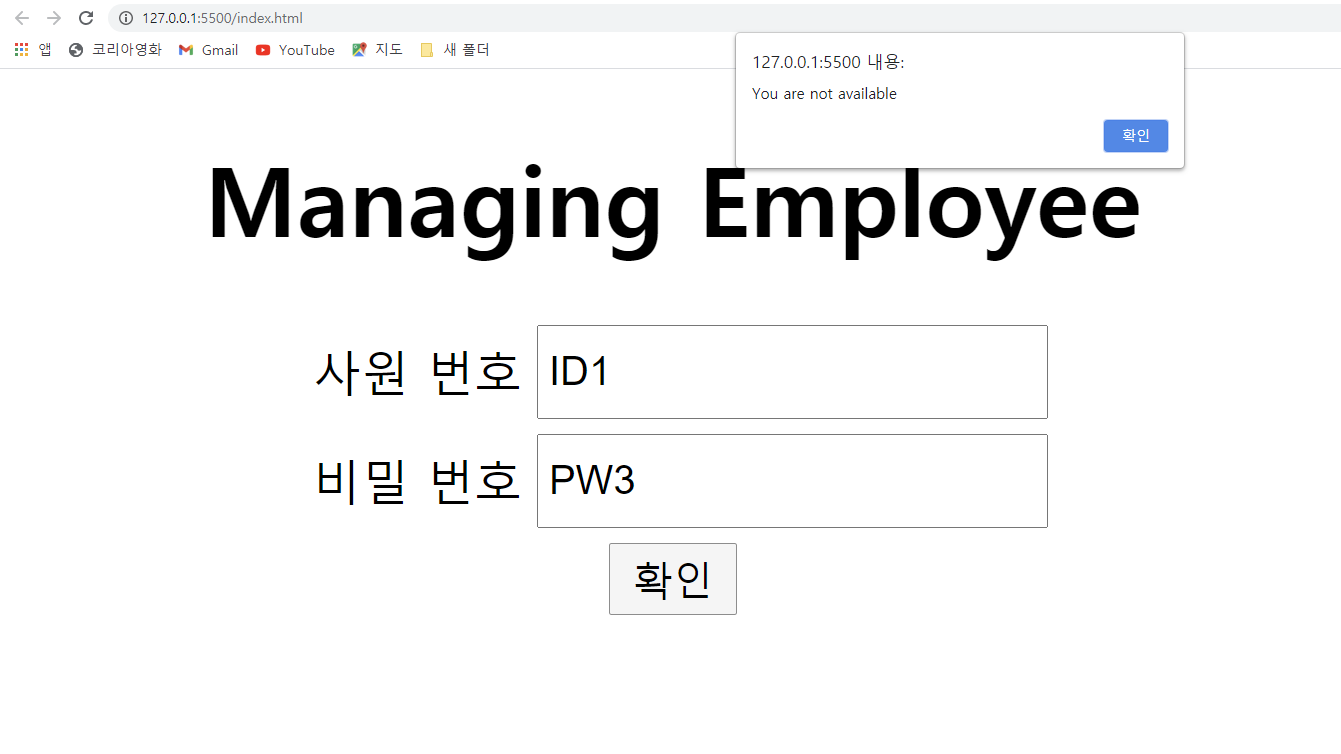 127.0.0.1:5500/index.html
앱 코리아영화 Gmail YouTube 지도 새 폴더
127.0.0.1:5500 내용:
You are not available
확인
Managing Employee
사원 번호 ID1
비밀 번호 PW3
확인